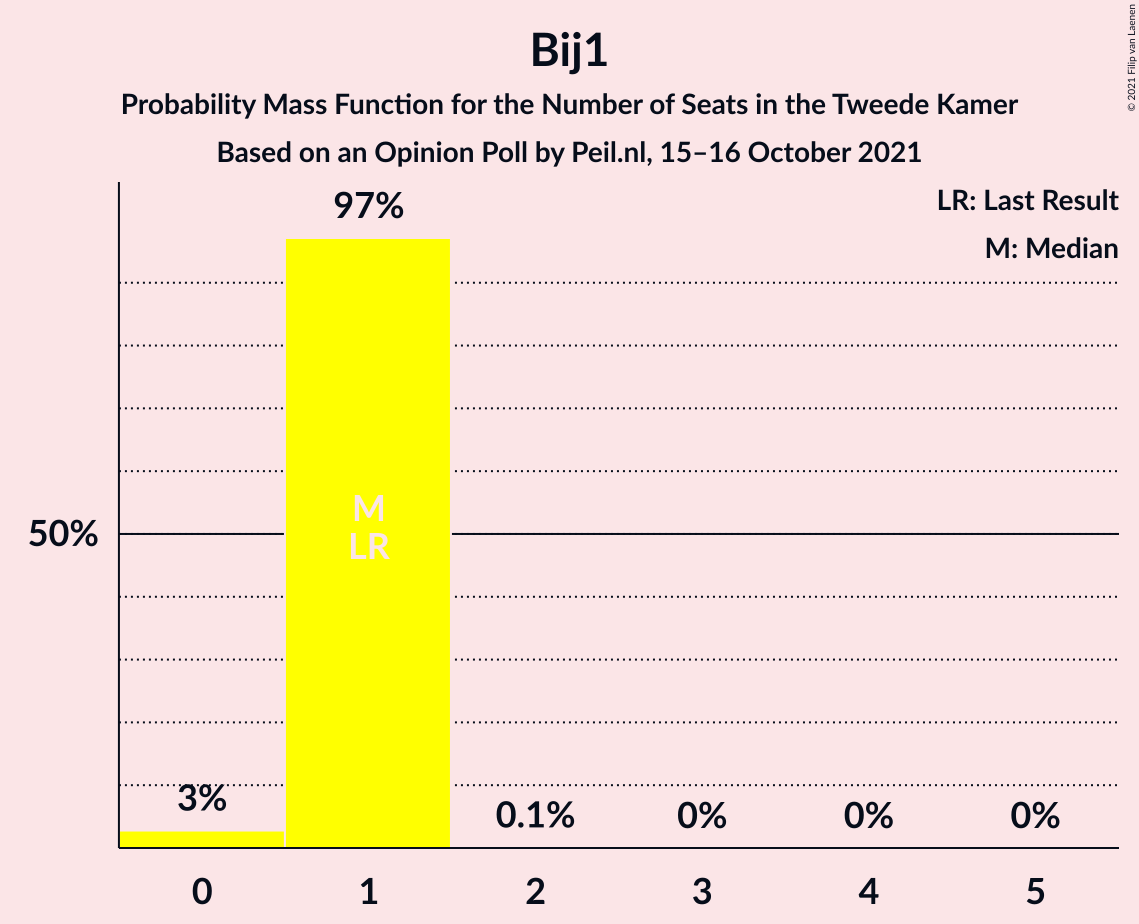 Bij1
Probability Mass Function for the Number of Seats in the Tweede Kamer
Based on an Opinion Poll by Peil.nl, 15–16 October 2021
© 2021 Filip van Laenen
LR: Last Result
M: Median
97%
M
LR
50%
3%
0.1%
0%
0%
0%
0
1
2
3
4
5